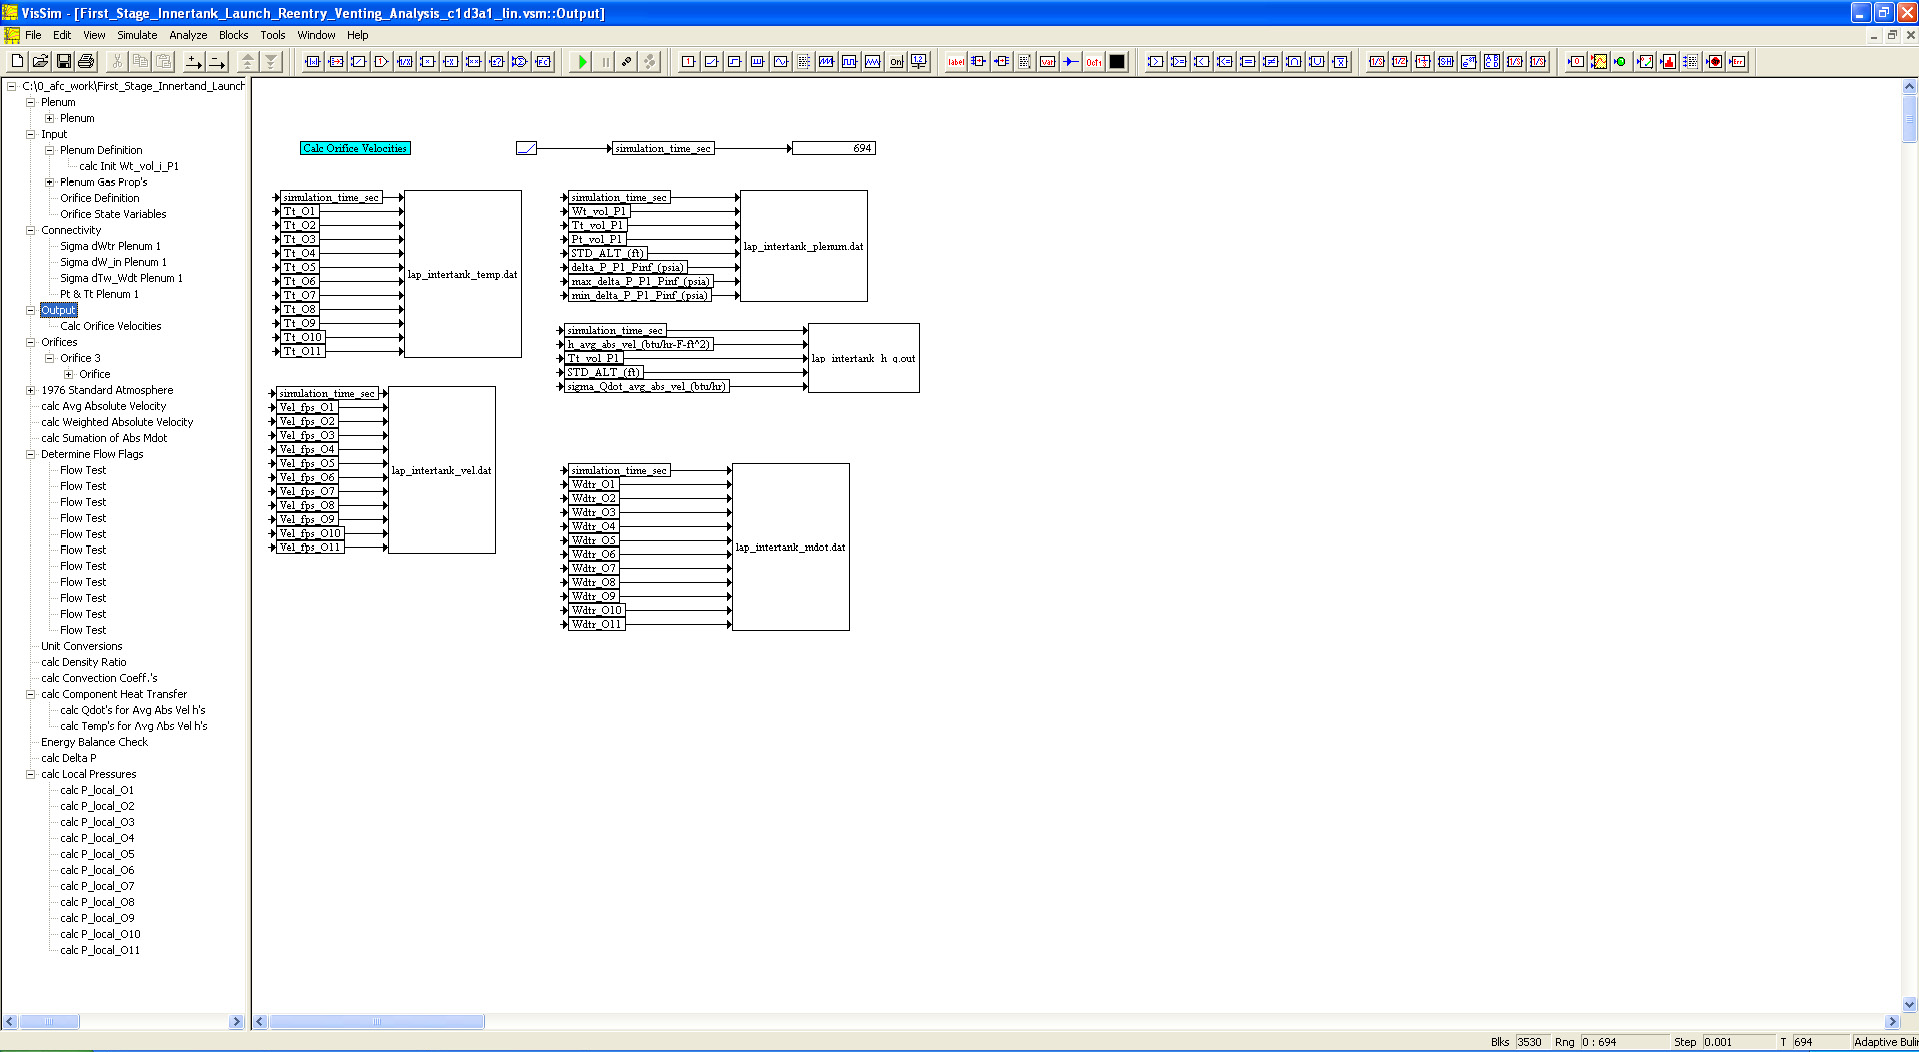 VisSim - [First_Stage_Innertank_Launch_Reentry_Venting_Analysis_c1d3a1_lin.vsm::Output]
File Edit View Simulate Analyze Blocks Tools Window Help
C:\0_afc_work\First_Stage_Innertand_Launch
Plenum
Plenum
Input
Plenum Definition
calc Init Wt_vol_i_P1
Plenum Gas Prop's
Orifice Definition
Orifice State Variables
Connectivity
Sigma dWtr Plenum 1
Sigma dW_in Plenum 1
Sigma dTw_Wdt Plenum 1
Pt & Tt Plenum 1
Output
Calc Orifice Velocities
Orifices
Orifice 3
Orifice
1976 Standard Atmosphere
calc Avg Absolute Velocity
calc Weighted Absolute Velocity
calc Sumation of Abs Mdot
Determine Flow Flags
Flow Test
Flow Test
Flow Test
Flow Test
Flow Test
Flow Test
Flow Test
Flow Test
Flow Test
Flow Test
Flow Test
Unit Conversions
calc Density Ratio
calc Convection Coeff.'s
calc Component Heat Transfer
calc Qdot's for Avg Abs Vel h's
calc Temp's for Avg Abs Vel h's
Energy Balance Check
calc Delta P
calc Local Pressures
calc P_local_O1
calc P_local_O2
calc P_local_O3
calc P_local_O4
calc P_local_O5
calc P_local_O6
calc P_local_O7
calc P_local_O8
calc P_local_O9
calc P_local_O10
calc P_local_O11
Calc Orifice Velocities
simulation_time_sec
694
simulation_time_sec
Tt_O1
Tt_O2
Tt_O3
Tt_O4
Tt_O5
Tt_O6
Tt_O7
Tt_O8
Tt_O9
Tt_O10
Tt_O11
lap_intertank_temp.dat
simulation_time_sec
Wt_vol_P1
Tt_vol_P1
Pt_vol_P1
STD_ALT_(ft)
delta_P_P1_Pinf_(psia)
max_delta_P_P1_Pinf_(psia)
min_delta_P_P1_Pinf_(psia)
lap_intertank_plenum.dat
simulation_time_sec
h_avg_abs_vel_(btu/hr-F-ft^2)
Tt_vol_P1
STD_ALT_(ft)
sigma_Qdot_avg_abs_vel_(btu/hr)
lap_intertank_h_q.out
simulation_time_sec
Vel_fps_O1
Vel_fps_O2
Vel_fps_O3
Vel_fps_O4
Vel_fps_O5
Vel_fps_O6
Vel_fps_O7
Vel_fps_O8
Vel_fps_O9
Vel_fps_O10
Vel_fps_O11
lap_intertank_vel.dat
simulation_time_sec
Wdtr_O1
Wdtr_O2
Wdtr_O3
Wdtr_O4
Wdtr_O5
Wdtr_O6
Wdtr_O7
Wdtr_O8
Wdtr_O9
Wdtr_O10
Wdtr_O11
lap_intertank_mdot.dat
Blks 3530 Rng 0 : 694 Step 0.001 T 694 Adaptive Bulir